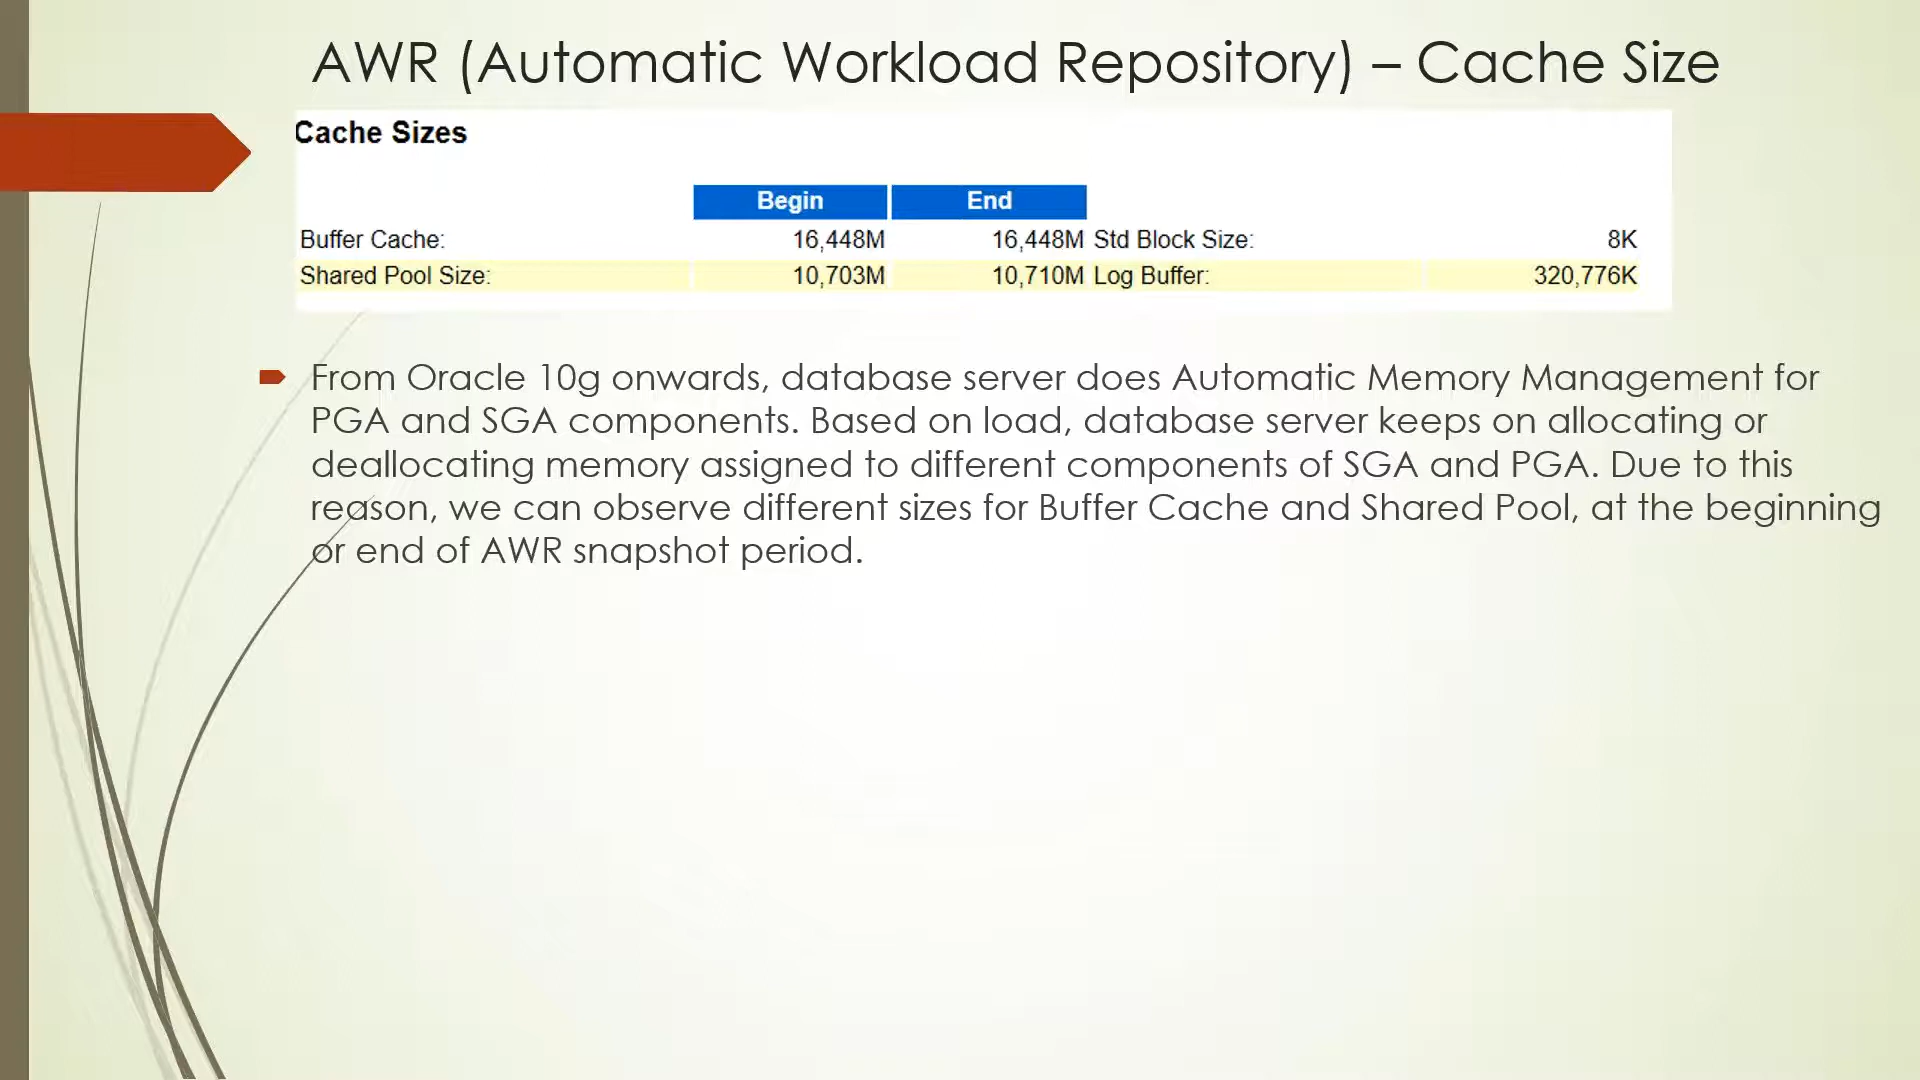 AWR (Automatic Workload Repository) – Cache Size
Cache Sizes
Begin End
Buffer Cache: 16,448M 16,448M Std Block Size: 8K
Shared Pool Size: 10,703M 10,710M Log Buffer: 320,776K
From Oracle 10g onwards, database server does Automatic Memory Management for
PGA and SGA components. Based on load, database server keeps on allocating or
deallocating memory assigned to different components of SGA and PGA. Due to this
reason, we can observe different sizes for Buffer Cache and Shared Pool, at the beginning
or end of AWR snapshot period.